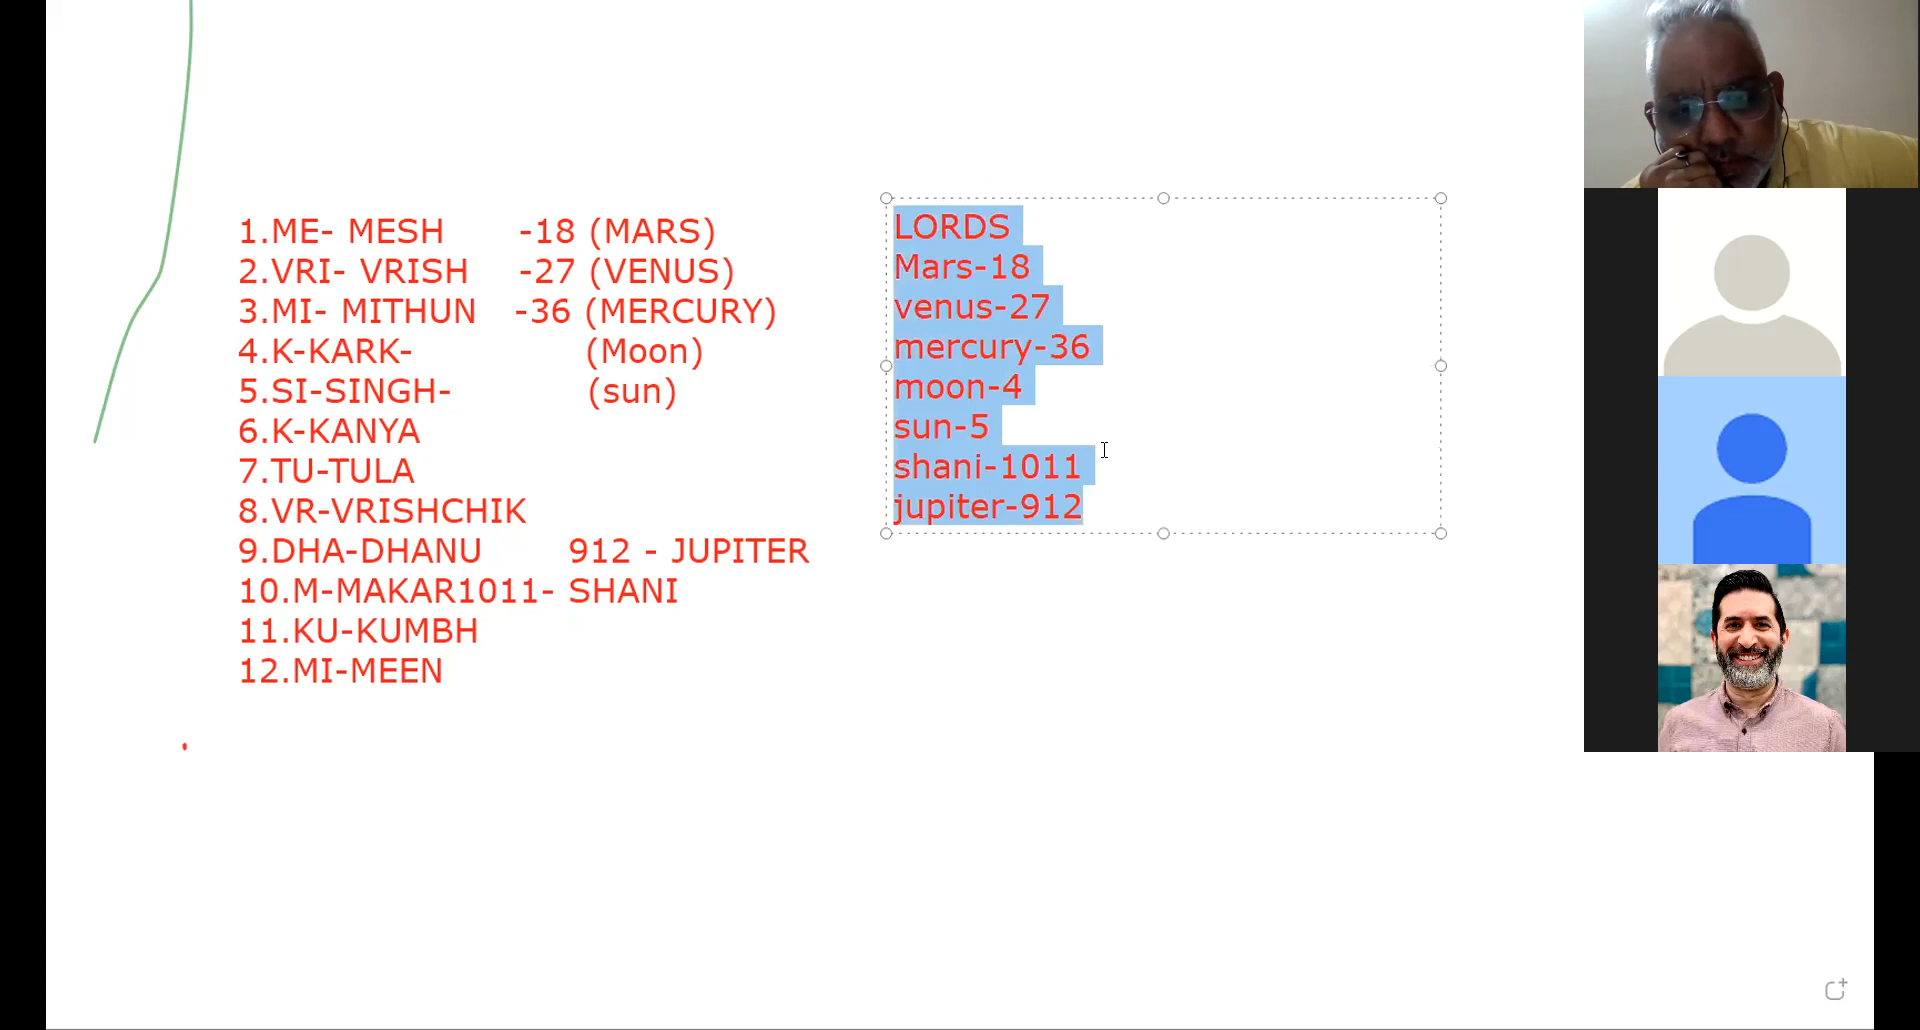 1.ME- MESH -18 (MARS)
2.VRI- VRISH -27 (VENUS)
3.MI- MITHUN -36 (MERCURY)
4.K-KARK- (Moon)
5.SI-SINGH- (sun)
6.K-KANYA
7.TU-TULA
8.VR-VRISHCHIK
9.DHA-DHANU 912 - JUPITER
10.M-MAKAR1011- SHANI
11.KU-KUMBH
12.MI-MEEN
LORDS
Mars-18
venus-27
mercury-36
moon-4
sun-5
shani-1011
jupiter-912